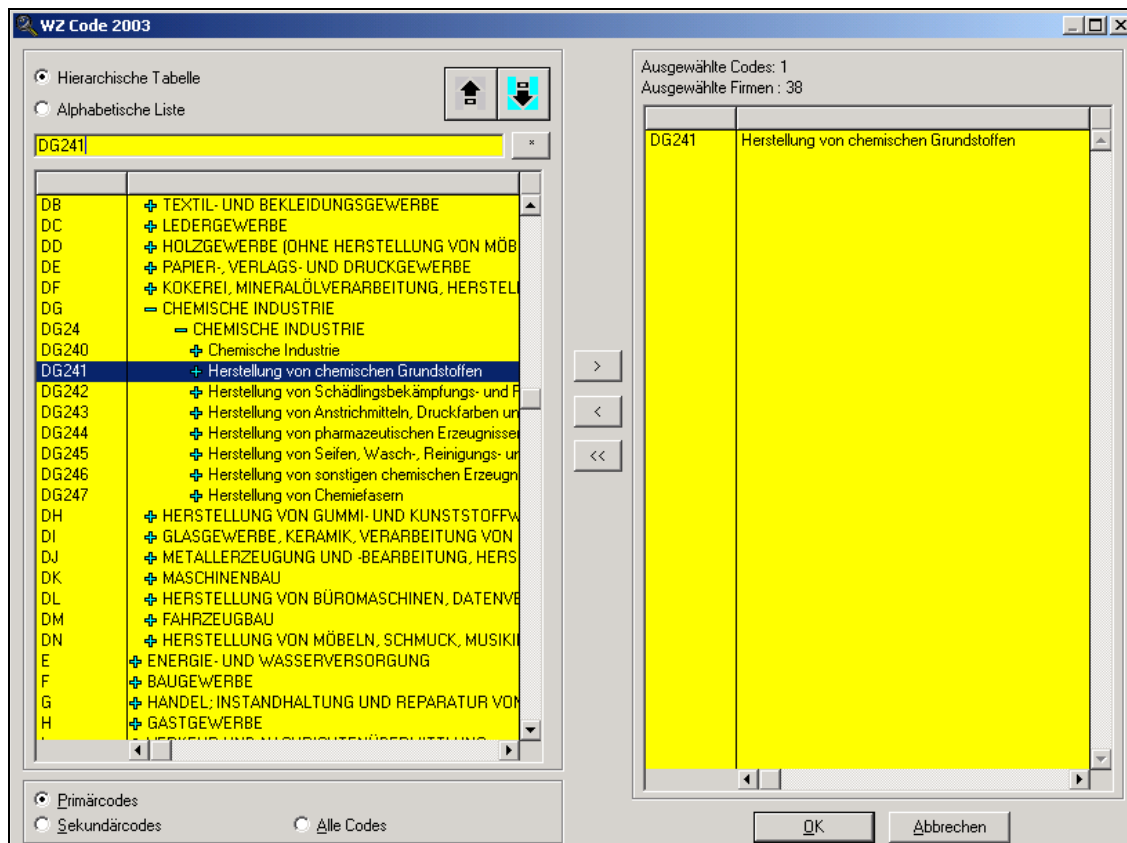 WZ Code 2003
Hierarchische Tabelle
Alphabetische Liste
DG241
*
DB TEXTIL- UND BEKLEIDUNGSGEWERBE
DC LEDERGEWERBE
DD HOLZGEWERBE (OHNE HERSTELLUNG VON MÖB
DE PAPIER-, VERLAGS- UND DRUCKGEWERBE
DF KOKEREI, MINERALÖLVERARBEITUNG, HERSTELL
DG CHEMISCHE INDUSTRIE
DG24 CHEMISCHE INDUSTRIE
DG240 Chemische Industrie
DG241 Herstellung von chemischen Grundstoffen
DG242 Herstellung von Schädlingsbekämpfungs- und P
DG243 Herstellung von Anstrichmitteln, Druckfarben un
DG244 Herstellung von pharmazeutischen Erzeugnissen
DG245 Herstellung von Seifen, Wasch-, Reinigungs- un
DG246 Herstellung von sonstigen chemischen Erzeugn
DG247 Herstellung von Chemiefasern
DH HERSTELLUNG VON GUMMI- UND KUNSTSTOFFW
DI GLASGEWERBE, KERAMIK, VERARBEITUNG VON
DJ METALLERZEUGUNG UND -BEARBEITUNG, HERS
DK MASCHINENBAU
DL HERSTELLUNG VON BÜROMASCHINEN, DATENVE
DM FAHRZEUGBAU
DN HERSTELLUNG VON MÖBELN, SCHMUCK, MUSIKI
E ENERGIE- UND WASSERVERSORGUNG
F BAUGEWERBE
G HANDEL; INSTANDHALTUNG UND REPARATUR VON
H GASTGEWERBE
Primärcodes
Sekundärcodes
Alle Codes
>
<
<<
Ausgewählte Codes: 1
Ausgewählte Firmen : 38
DG241 Herstellung von chemischen Grundstoffen
OK
Abbrechen